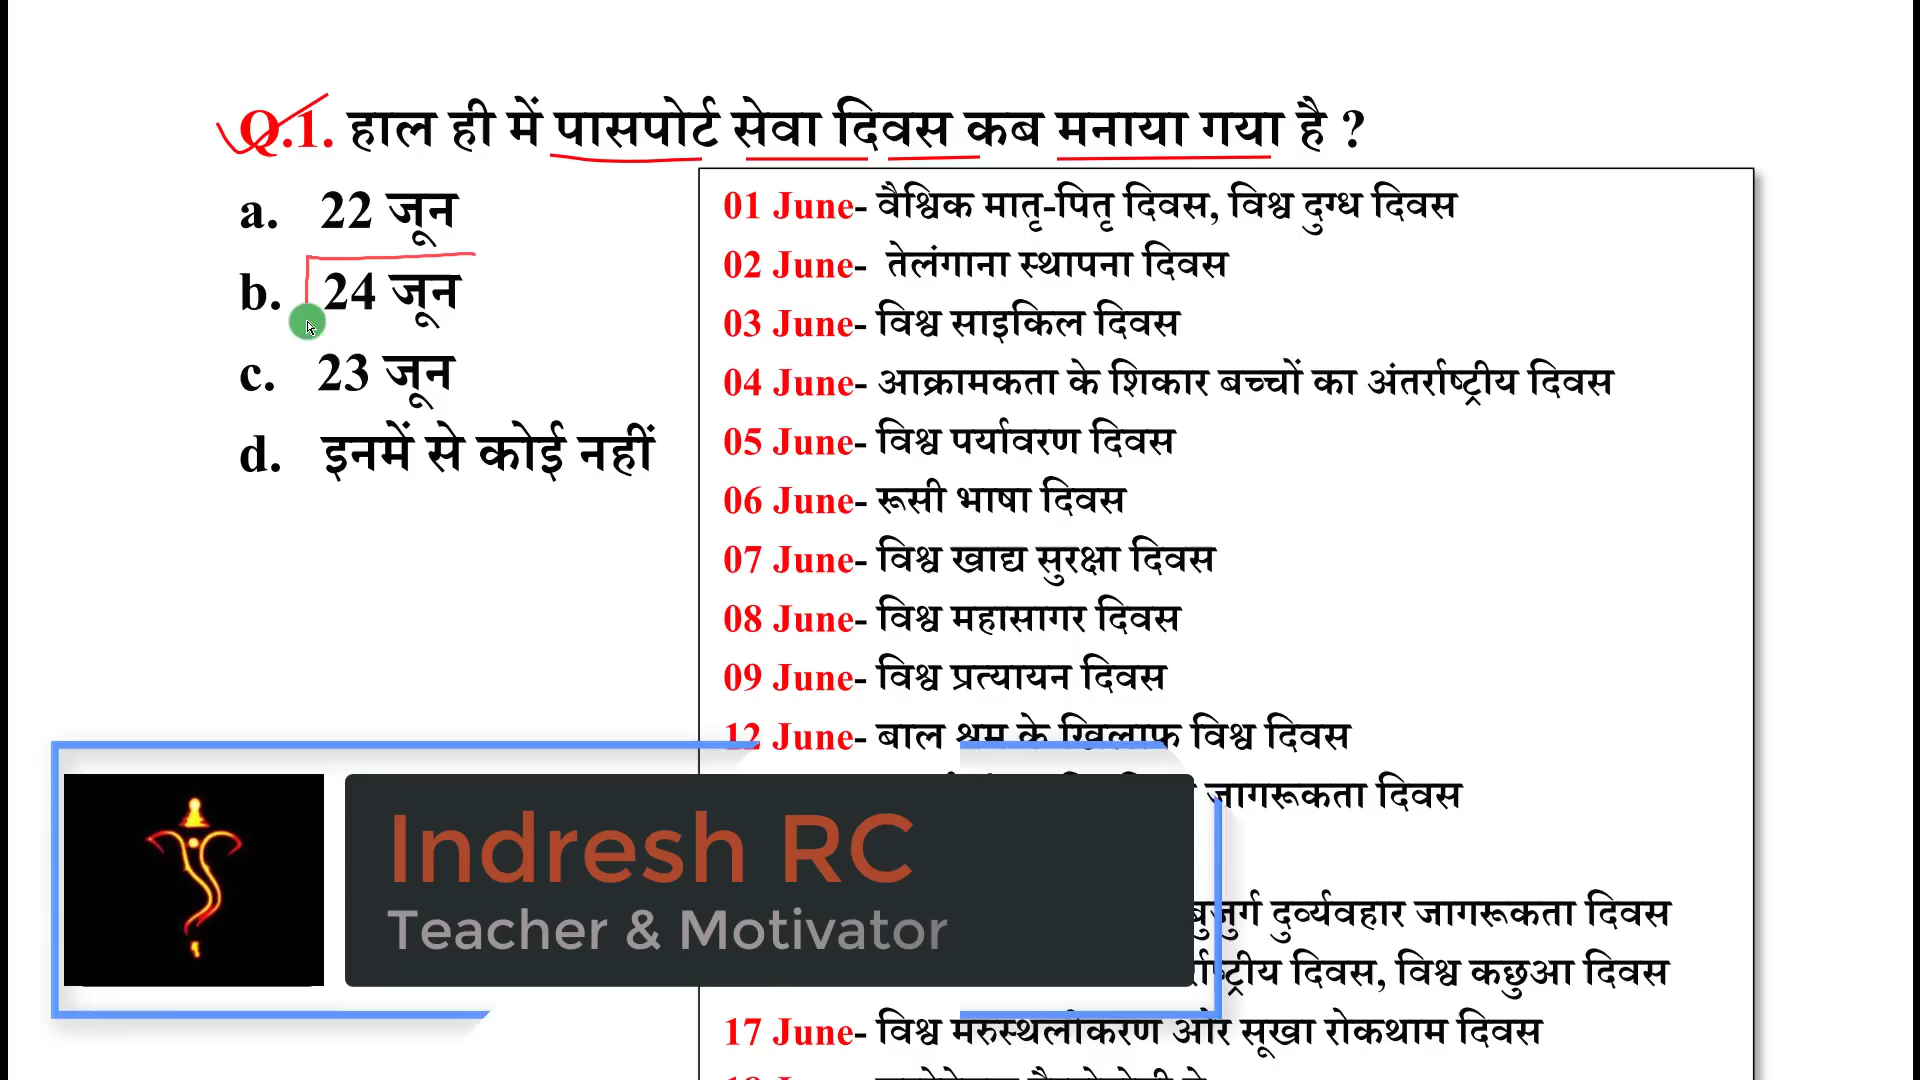 Q.1. हाल ही में पासपोर्ट सेवा दिवस कब मनाया गया है ?
a. 22 जून
b. 24 जून
c. 23 जून
d. इनमें से कोई नहीं
01 June- वैश्विक मातृ-पितृ दिवस, विश्व दुग्ध दिवस
02 June- तेलंगाना स्थापना दिवस
03 June- विश्व साइकिल दिवस
04 June- आक्रामकता के शिकार बच्चों का अंतर्राष्ट्रीय दिवस
05 June- विश्व पर्यावरण दिवस
06 June- रूसी भाषा दिवस
07 June- विश्व खाद्य सुरक्षा दिवस
08 June- विश्व महासागर दिवस
09 June- विश्व प्रत्यायन दिवस
12 June- बाल श्रम के खिलाफ विश्व दिवस
जागरूकता दिवस
बुजुर्ग दुर्व्यवहार जागरूकता दिवस
दिवस, विश्व कछुआ दिवस
17 June- विश्व मरुस्थलीकरण और सूखा रोकथाम दिवस
Indresh RC
Teacher & Motivator